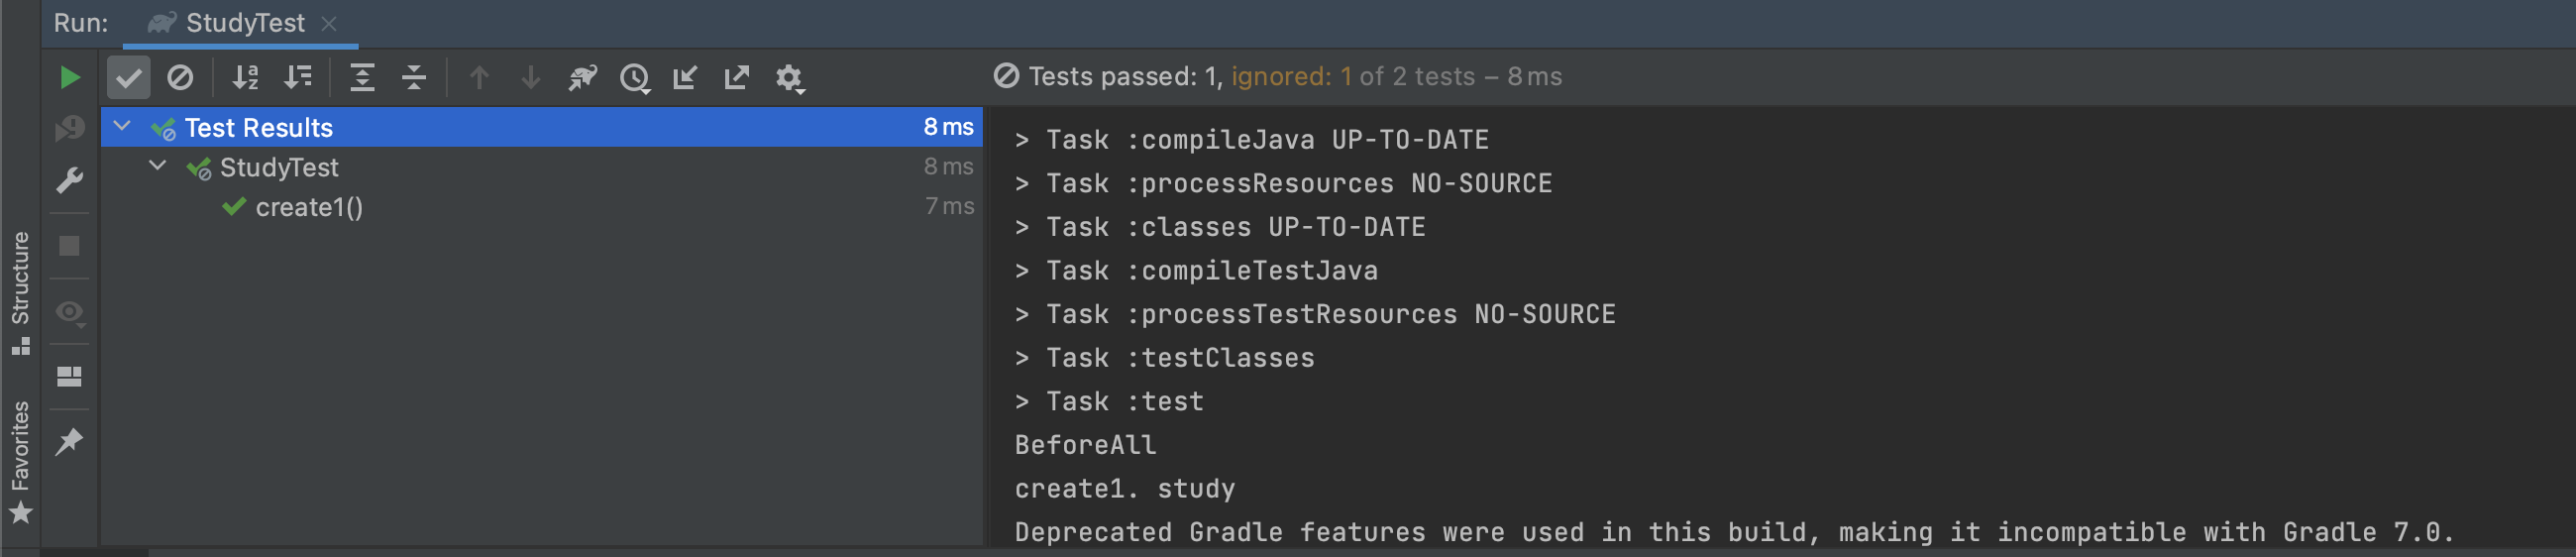 Run: StudyTest
Tests passed: 1, ignored: 1 of 2 tests – 8 ms
Test Results 8 ms
StudyTest 8 ms
create1() 7 ms
> Task :compileJava UP-TO-DATE
> Task :processResources NO-SOURCE
> Task :classes UP-TO-DATE
> Task :compileTestJava
> Task :processTestResources NO-SOURCE
> Task :testClasses
> Task :test
BeforeAll
create1. study
Deprecated Gradle features were used in this build, making it incompatible with Gradle 7.0.
Structure
Favorites